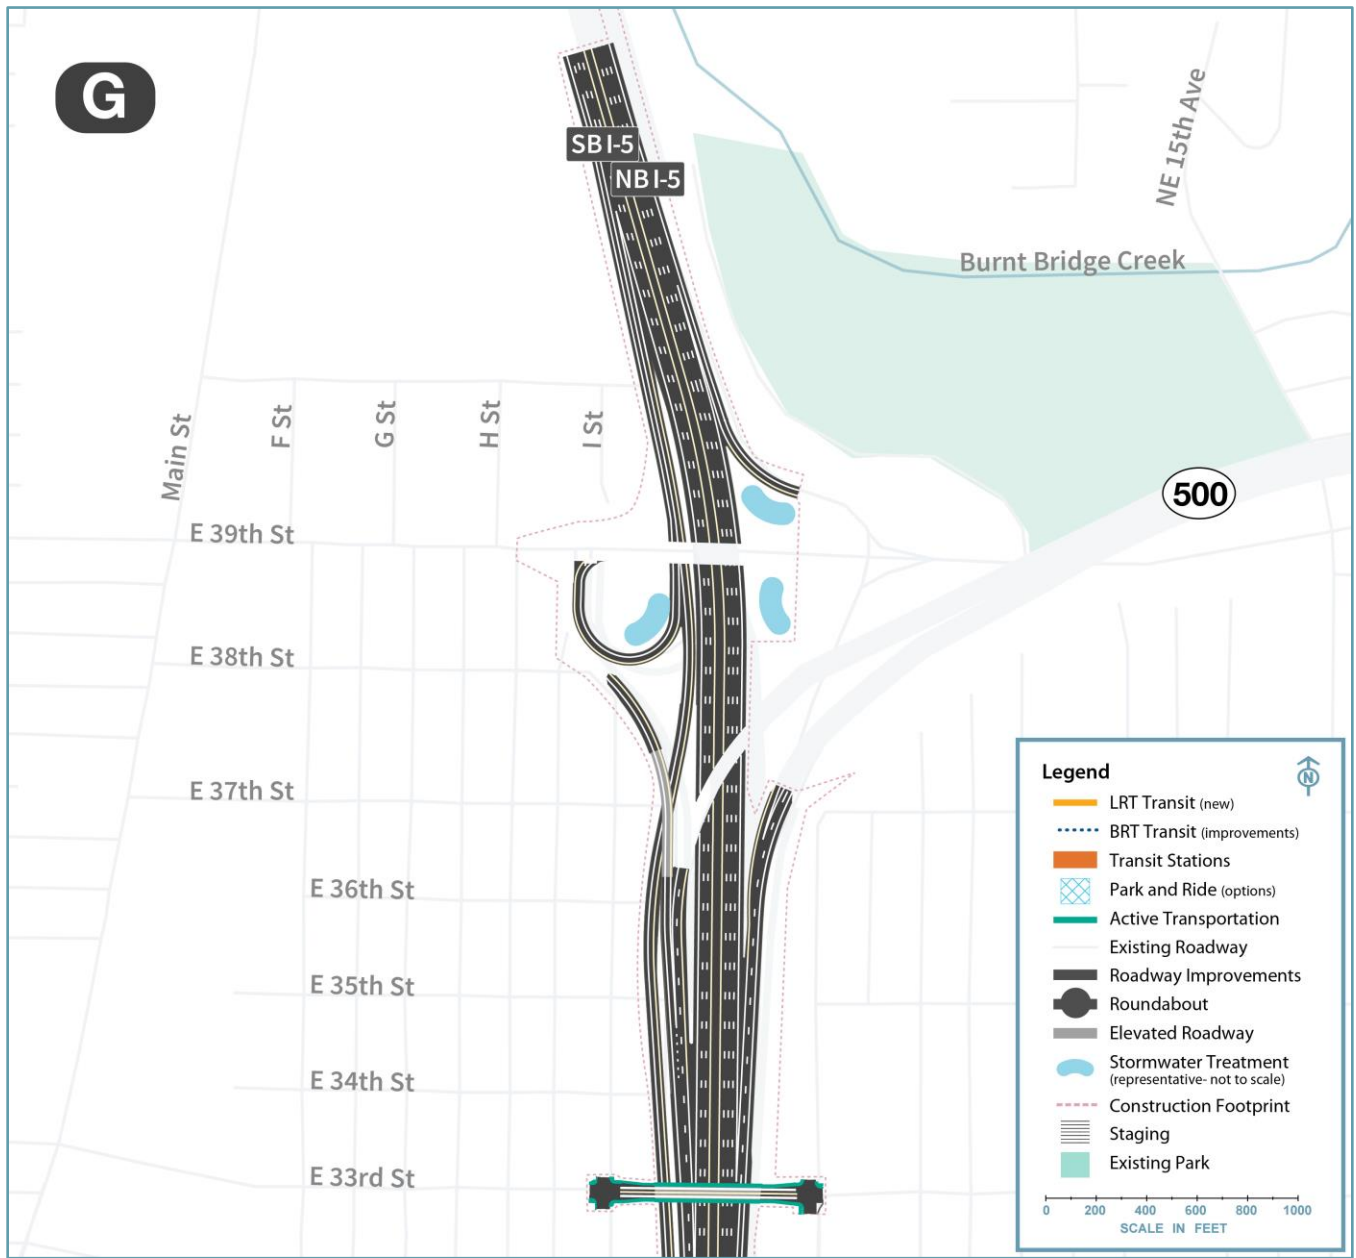 G
SB I-5
NB I-5
NE 15th Ave
Burnt Bridge Creek
Main St
F St
G St
H St
I St
500
E 39th St
E 38th St
E 37th St
E 36th St
E 35th St
E 34th St
E 33rd St
Legend
N
LRT Transit (new)
BRT Transit (improvements)
Transit Stations
Park and Ride (options)
Active Transportation
Existing Roadway
Roadway Improvements
Roundabout
Elevated Roadway
Stormwater Treatment
(representative- not to scale)
Construction Footprint
Staging
Existing Park
0 200 400 600 800 1000
SCALE IN FEET